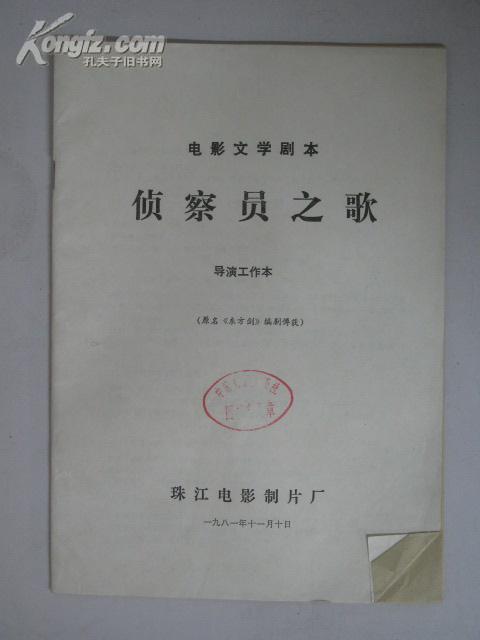 Kongfz.com
孔夫子旧书网
电影文学剧本
侦察员之歌
导演工作本
(原名《东方剑》编剧傅荻)
珠江电影制片厂
一九八一年十一月十日